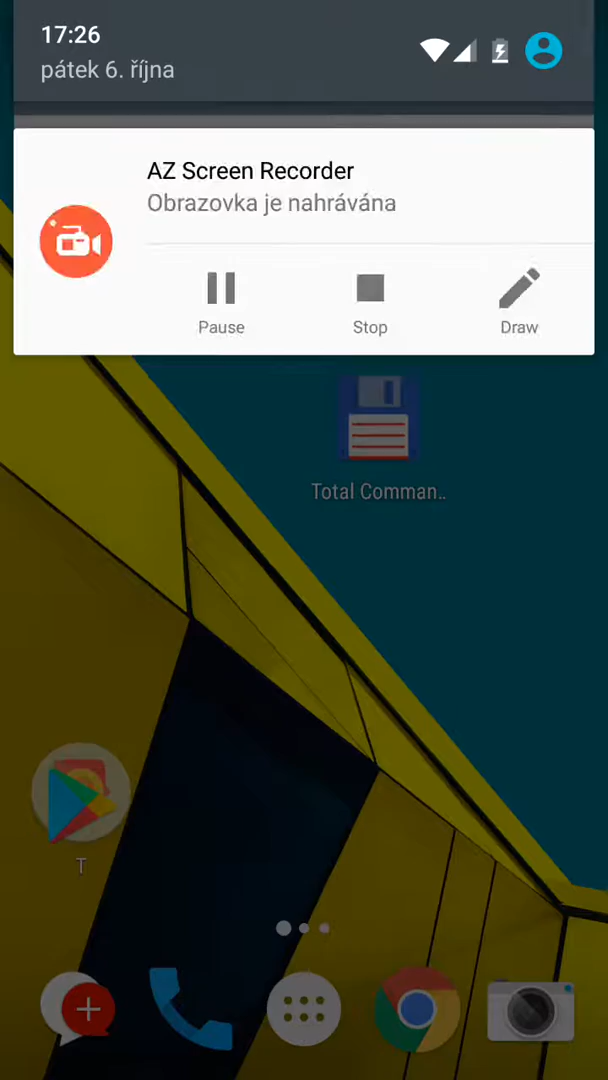 17:26
pátek 6. října
AZ Screen Recorder
Obrazovka je nahrávána
Pause
Stop
Draw
Total Comman..
T